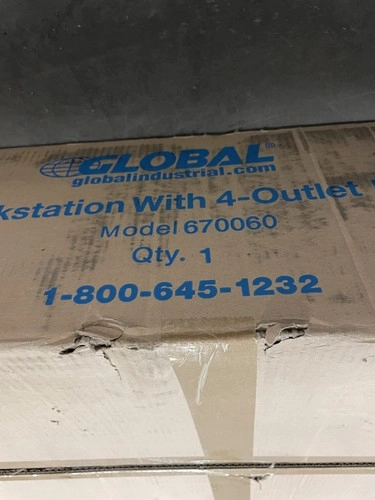 GLOBAL®
globalindustrial.com
kstation With 4-Outlet
Model 670060
Qty. 1
1-800-645-1232